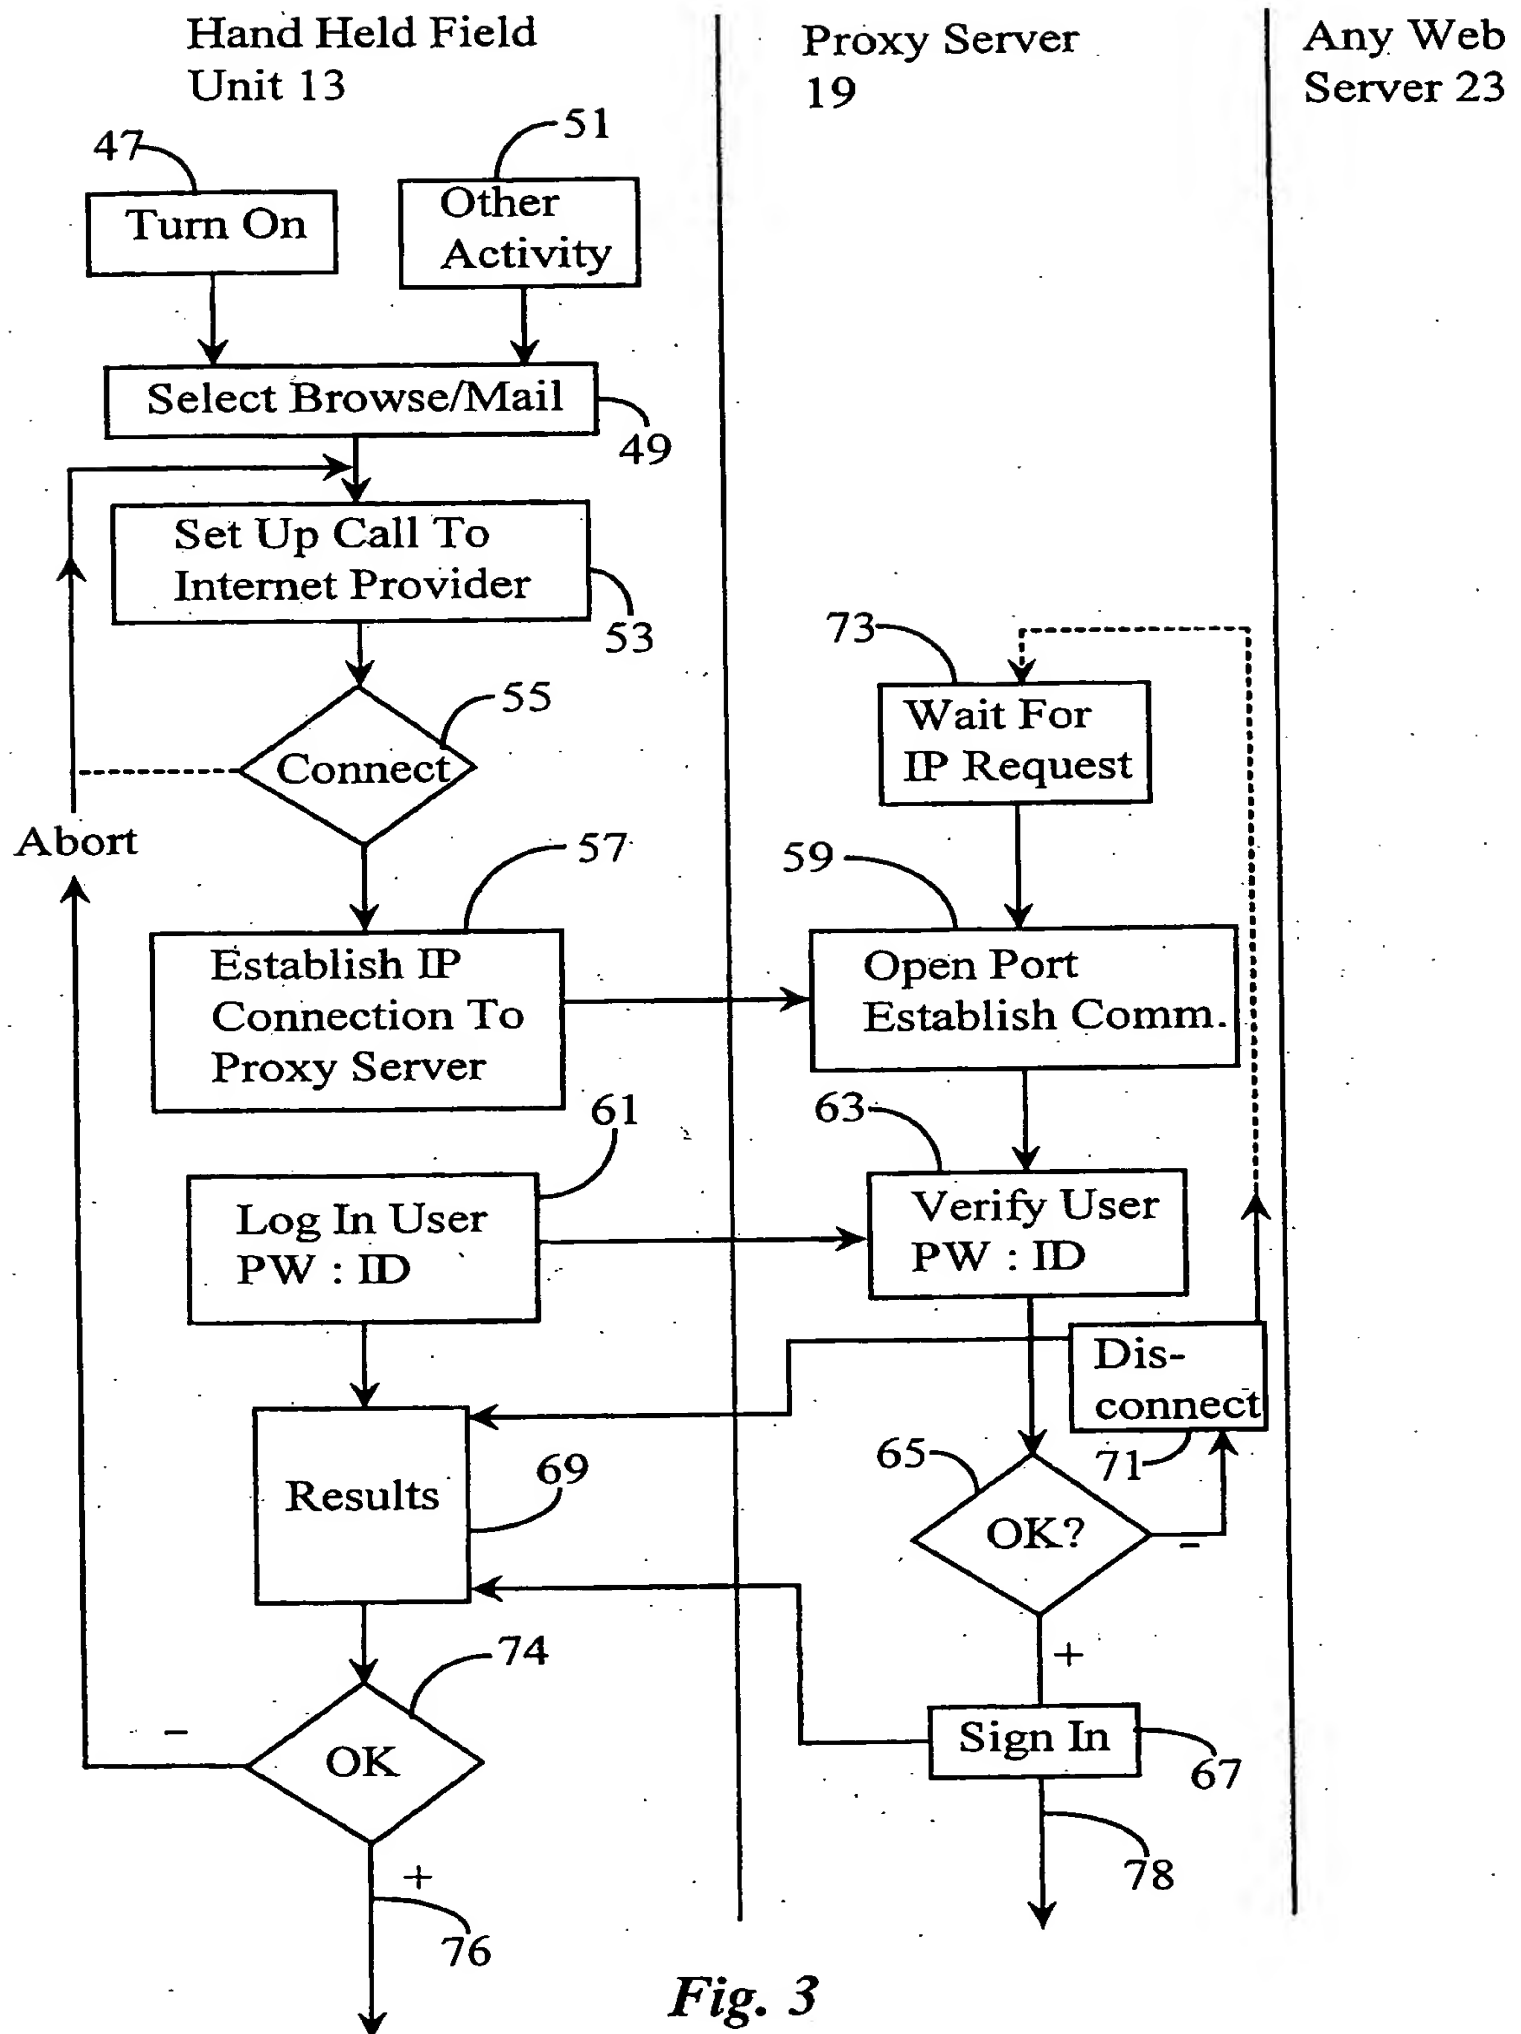 Hand Held Field
Unit 13
Proxy Server
19
Any Web
Server 23
47
51
Turn On
Other
Activity
Select Browse/Mail
49
Set Up Call To
Internet Provider
53
73
55
Wait For
IP Request
Connect
Abort
57
59
Establish IP
Connection To
Proxy Server
Open Port
Establish Comm.
61
63
Log In User
PW : ID
Verify User
PW : ID
Dis-
connect
71
65
69
Results
OK?
-
+
74
-
OK
Sign In
67
78
+
76
Fig. 3